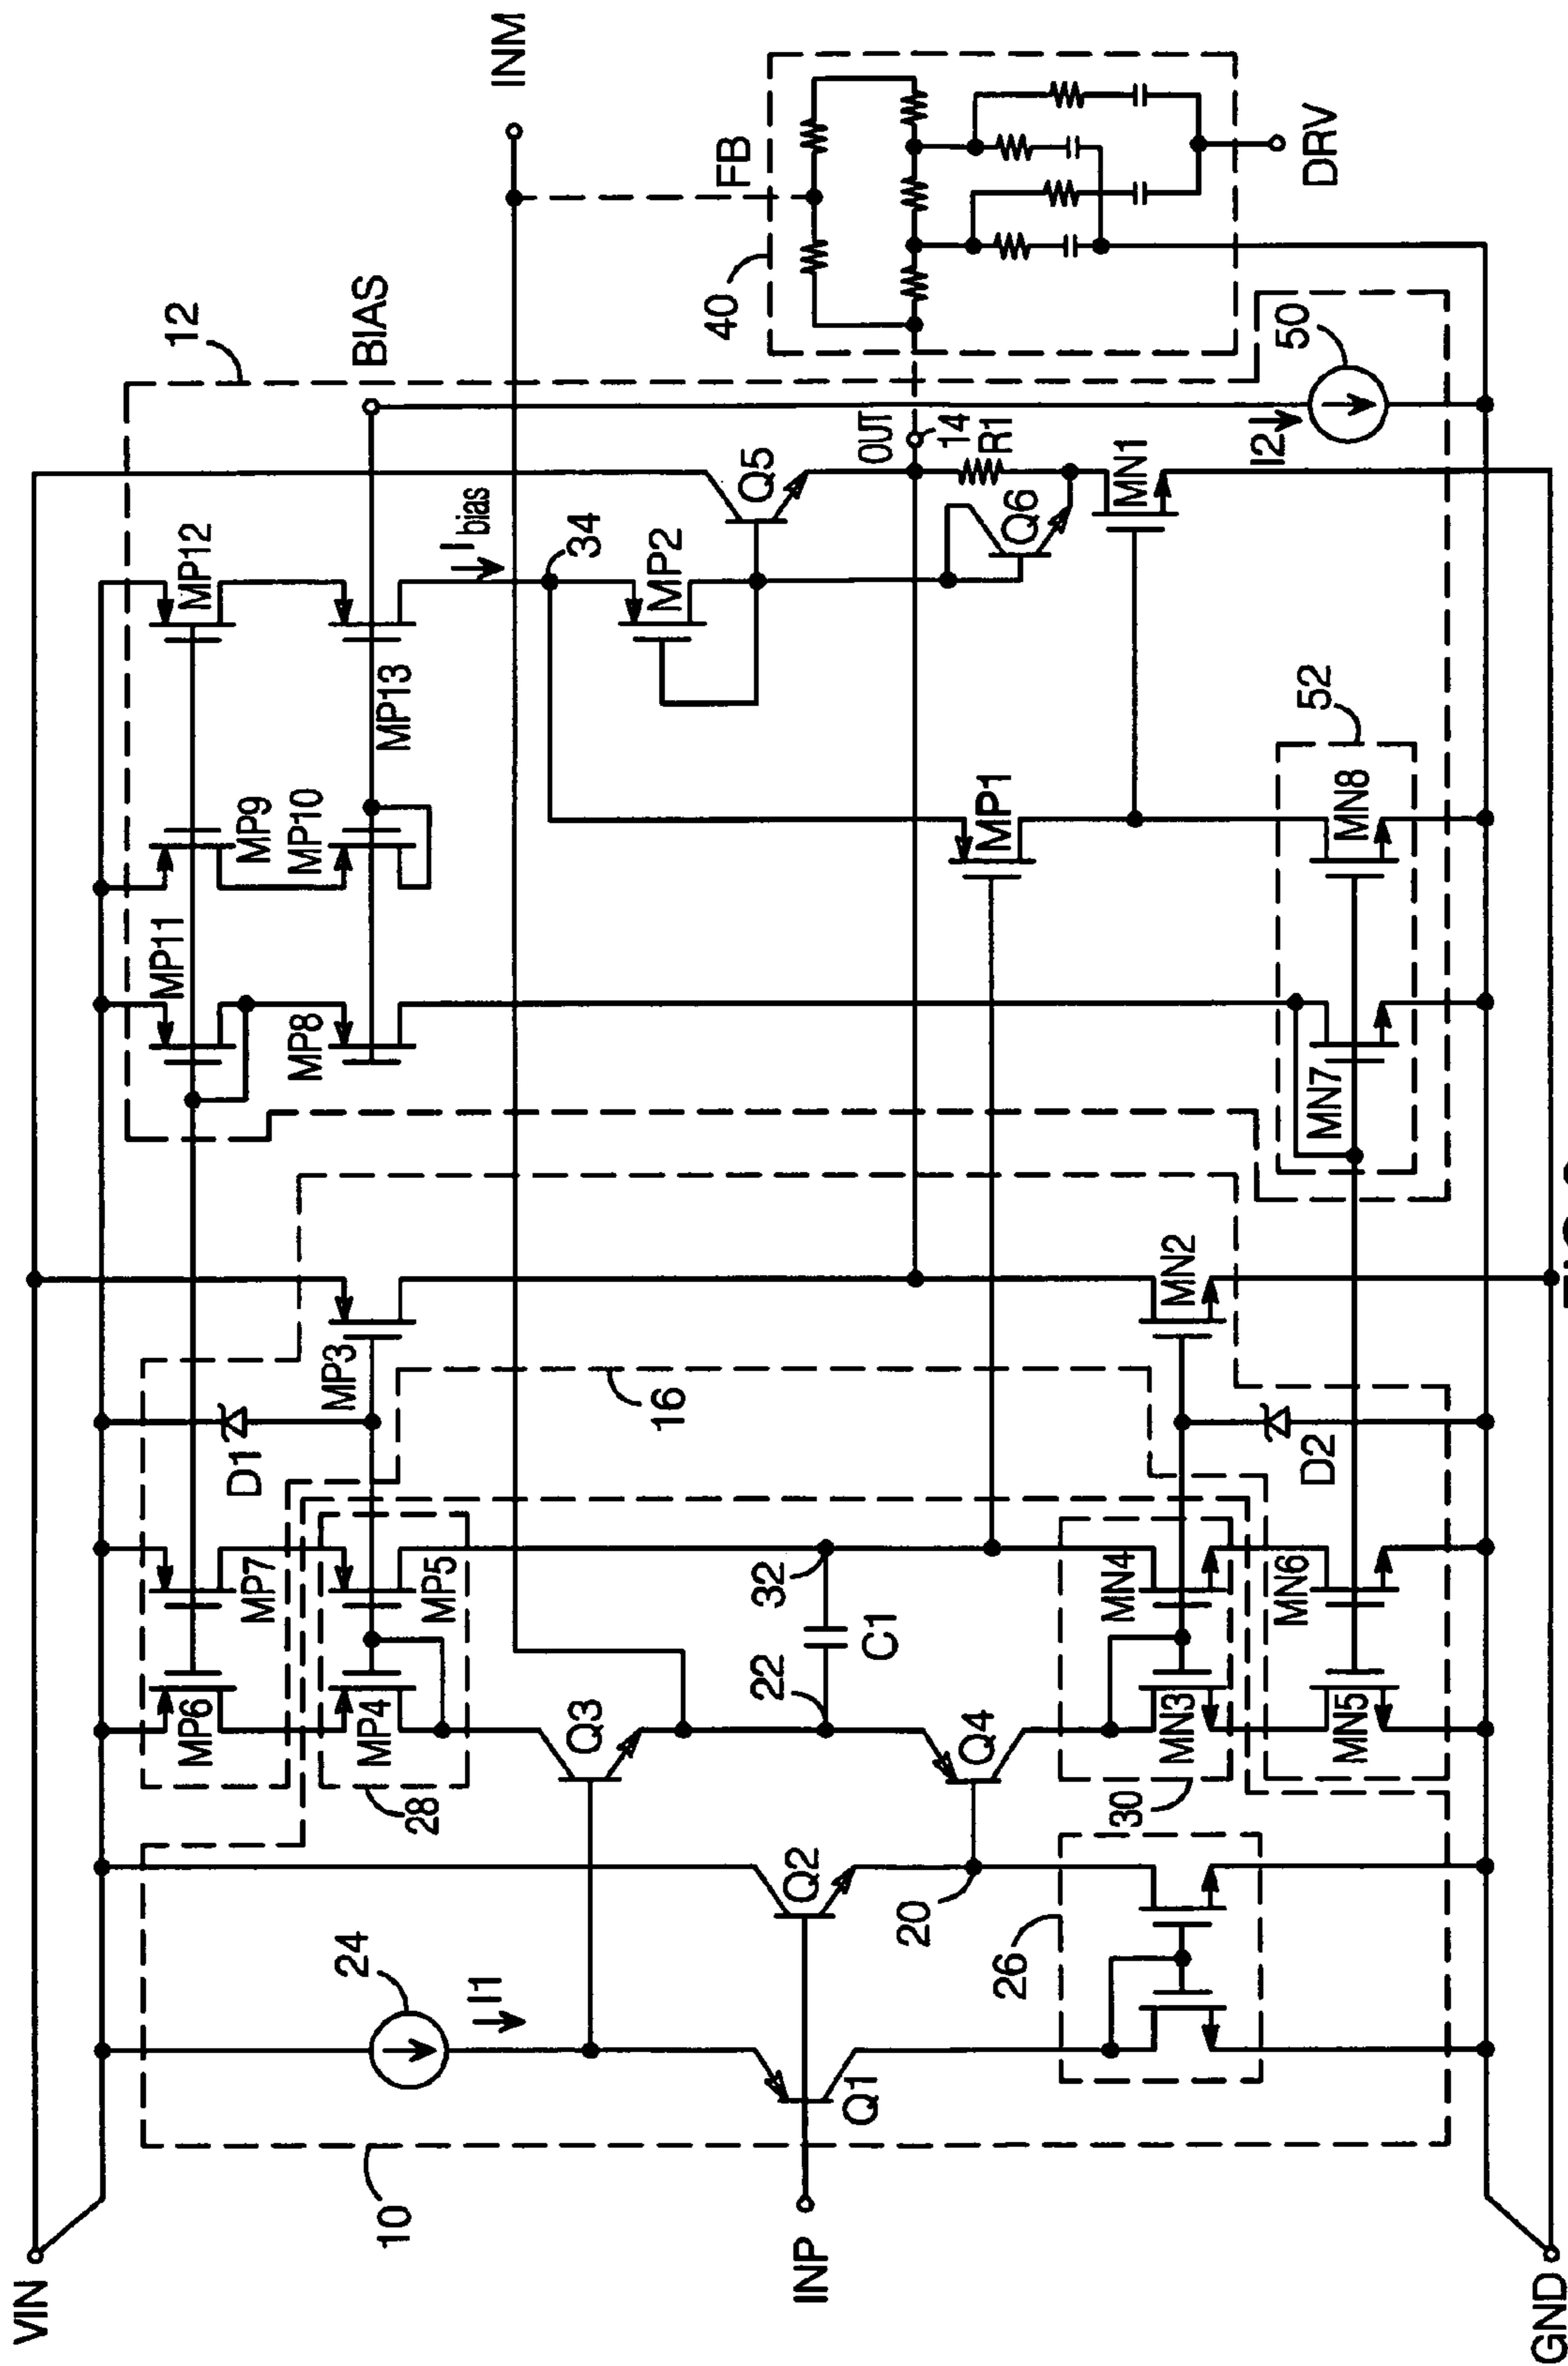 VIN
INP
GND
10
24
I1
Q1
26
Q2
20
28
30
MP6
MP7
MP4
MP5
Q3
22
32
C1
Q4
MN3
MN4
MN5
MN6
D1
D2
16
MP3
MN2
MP11
MP8
MN7
MP9
MP10
MP1
MN8
52
MP13
MP12
Ibias
34
MP2
Q5
Q6
OUT
14
R1
MN1
I2
50
12
BIAS
40
FB
INM
DRV